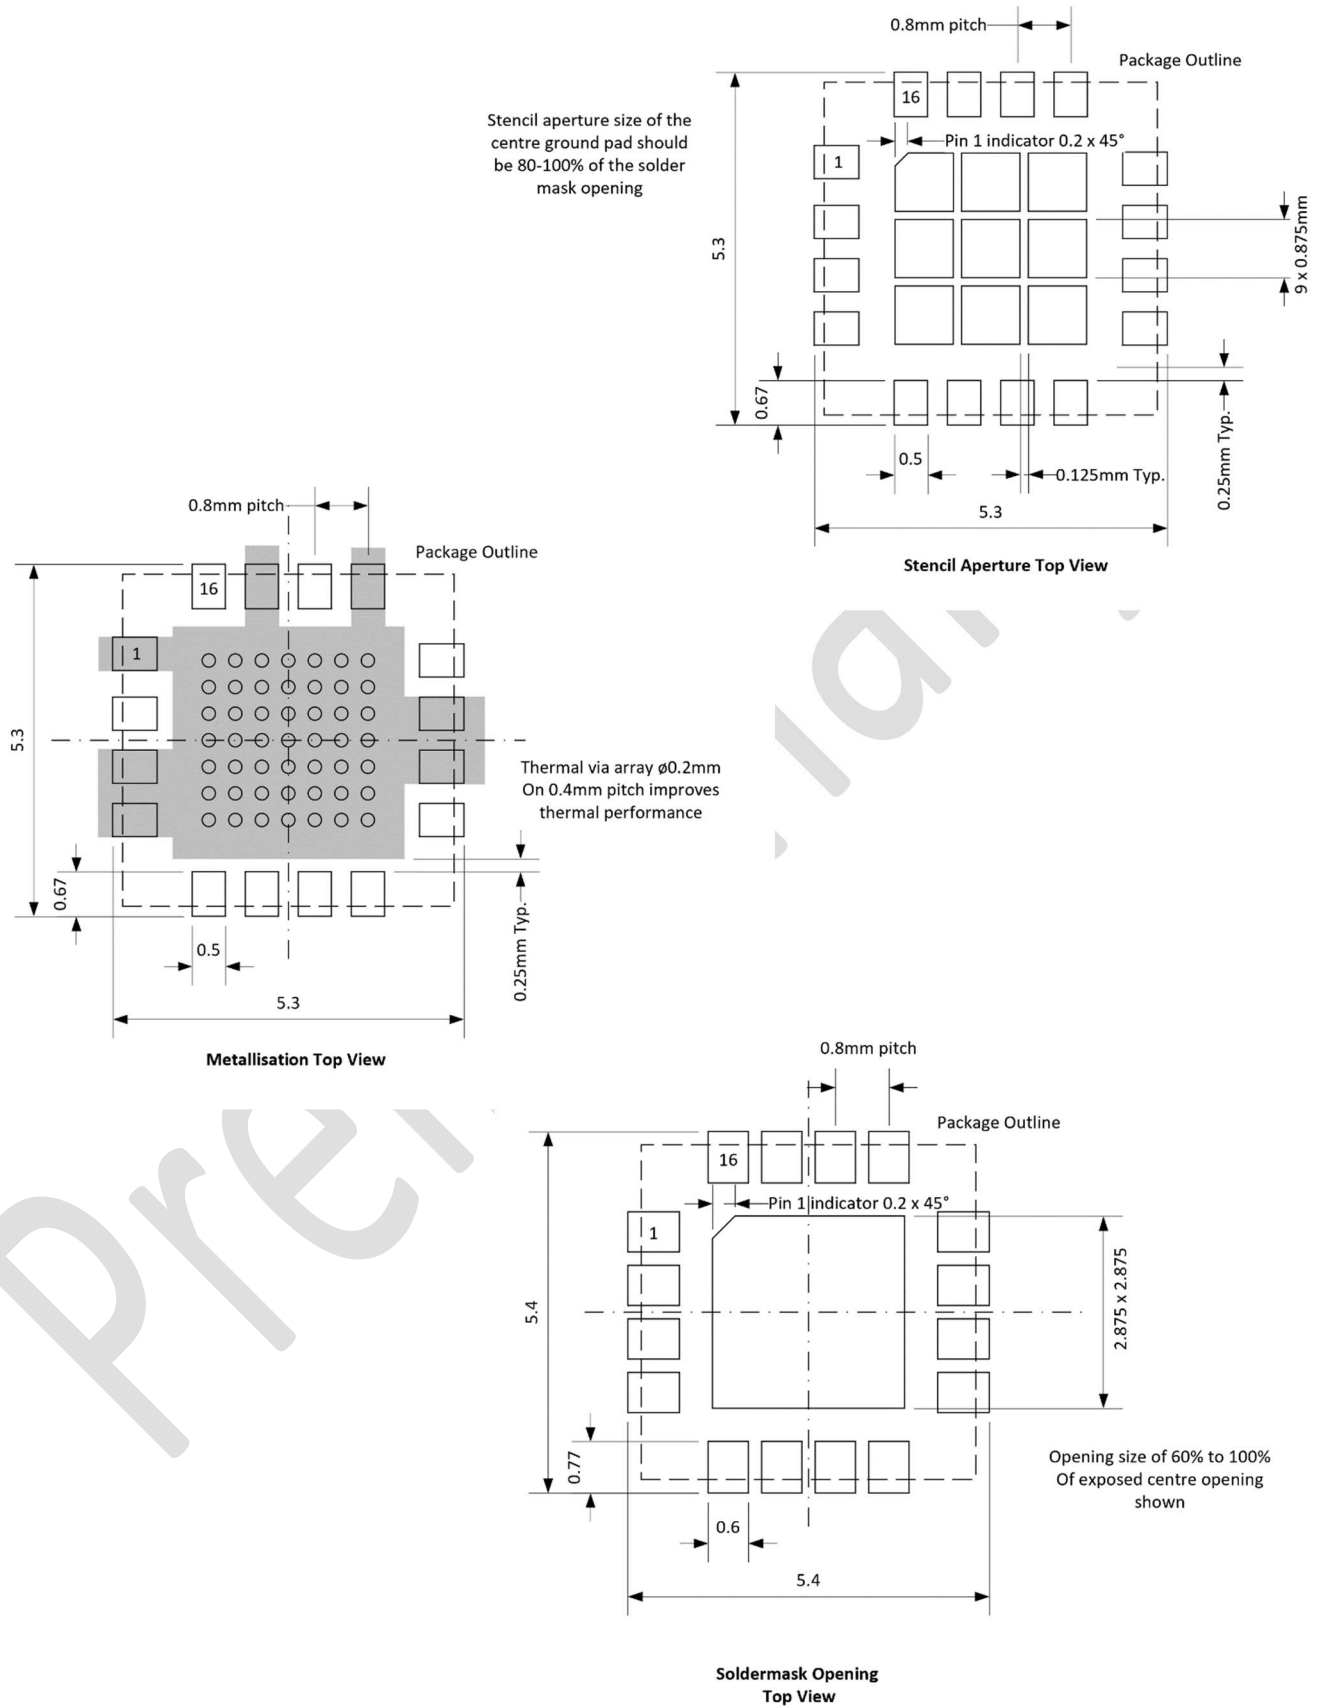 0.8mm pitch
Package Outline
16
Stencil aperture size of the
centre ground pad should
be 80-100% of the solder
mask opening
Pin 1 indicator 0.2 x 45°
1
5.3
9 x 0.875mm
0.67
0.5
0.125mm Typ.
0.25mm Typ.
5.3
Stencil Aperture Top View
0.8mm pitch
Package Outline
16
1
5.3
Thermal via array ø0.2mm
On 0.4mm pitch improves
thermal performance
0.67
0.5
0.25mm Typ.
5.3
Metallisation Top View
0.8mm pitch
Package Outline
16
Pin 1 indicator 0.2 x 45°
1
5.4
2.875 x 2.875
0.77
0.6
Opening size of 60% to 100%
Of exposed centre opening
shown
5.4
Soldermask Opening
Top View